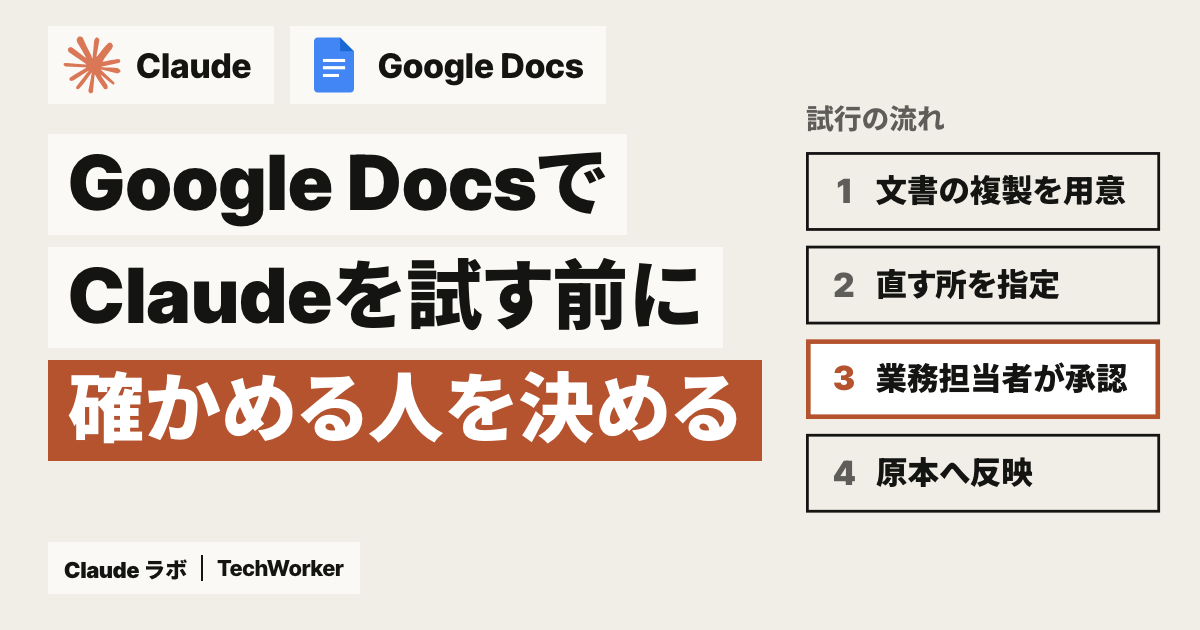 Claude
Google Docs
Google Docsで
Claudeを試す前に
確かめる人を決める
試行の流れ
1 文書の複製を用意
2 直す所を指定
3 業務担当者が承認
4 原本へ反映
Claude ラボ | TechWorker